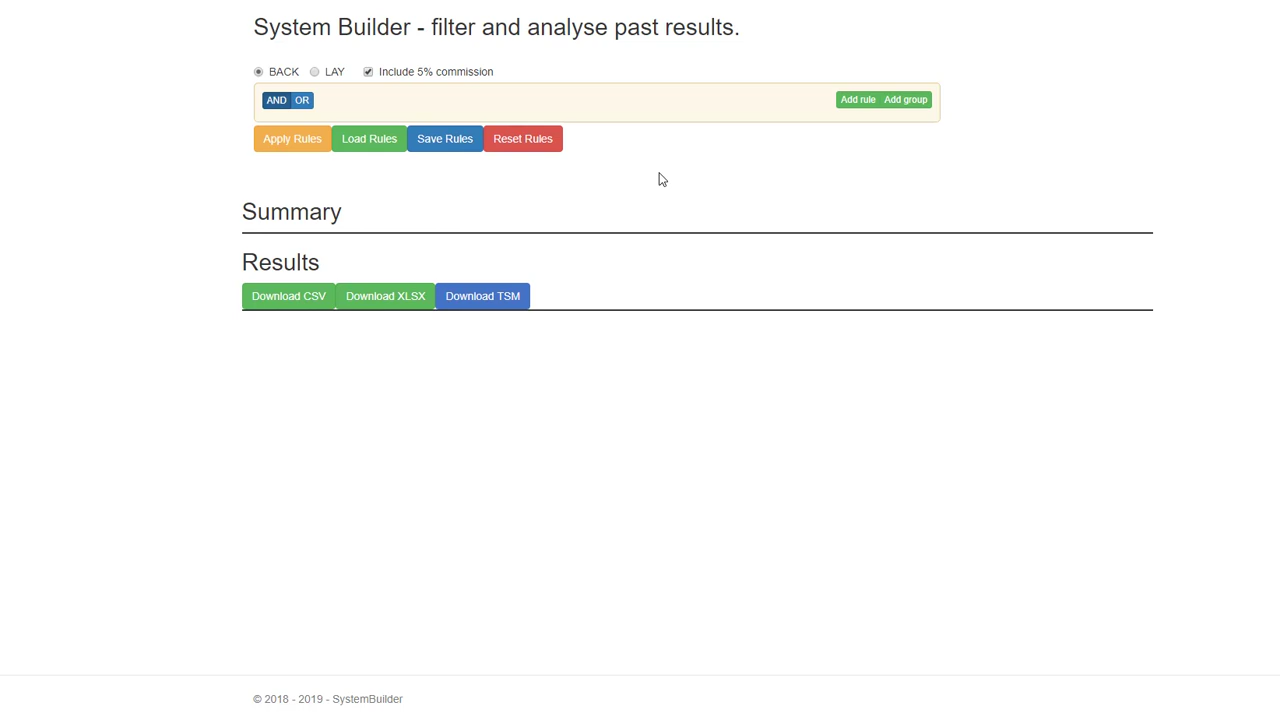 System Builder - filter and analyse past results.
BACK LAY Include 5% commission
AND OR Add rule Add group
Apply Rules Load Rules Save Rules Reset Rules
Summary
Results
Download CSV Download XLSX Download TSM
© 2018 - 2019 - SystemBuilder